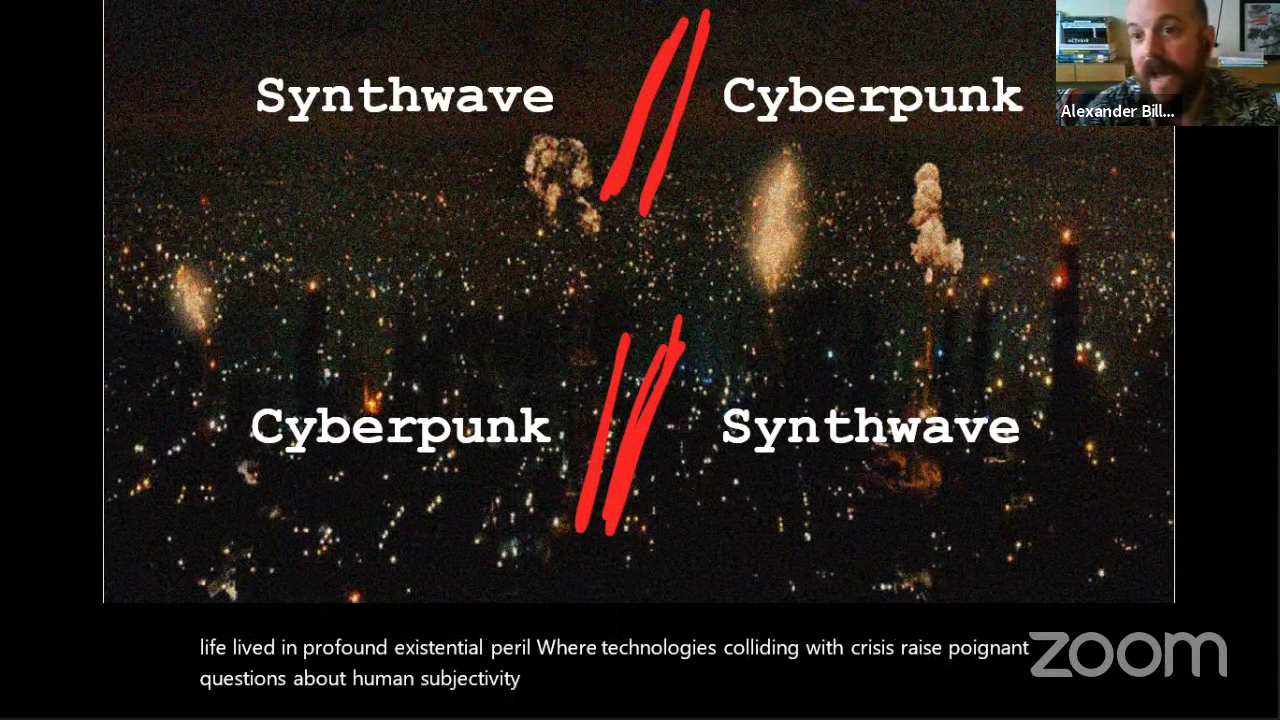 Synthwave // Cyberpunk
Alexander Bill...
Cyberpunk // Synthwave
life lived in profound existential peril Where technologies colliding with crisis raise poignant
questions about human subjectivity
zoom